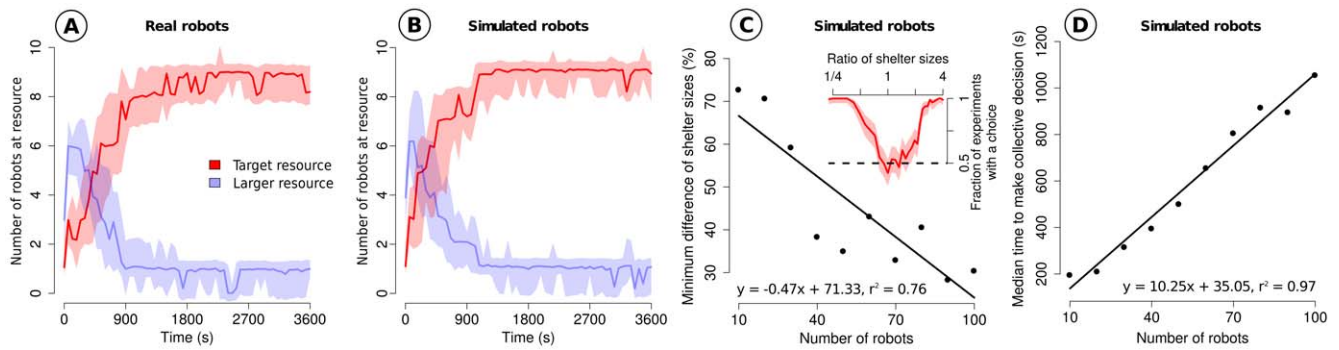 A Real robots
Number of robots at resource
10
8
6
4
2
0
Target resource
Larger resource
0 900 1800 2700 3600
Time (s)
B Simulated robots
Number of robots at resource
10
8
6
4
2
0
0 900 1800 2700 3600
Time (s)
C Simulated robots
Minimum difference of shelter sizes (%)
80
70
60
50
40
30
Ratio of shelter sizes
1/4 1 4
1
0.5
Fraction of experiments
with a choice
y = -0.47x + 71.33, r² = 0.76
10 40 70 100
Number of robots
D Simulated robots
Median time to make collective decision (s)
1200
1000
800
600
400
200
y = 10.25x + 35.05, r² = 0.97
10 40 70 100
Number of robots